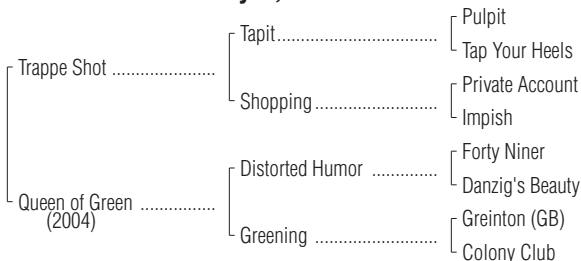 Pulpit
Tapit
Tap Your Heels
Trappe Shot
Private Account
Shopping
Impish
Forty Niner
Distorted Humor
Danzig's Beauty
Queen of Green
(2004)
Greinton (GB)
Greening
Colony Club